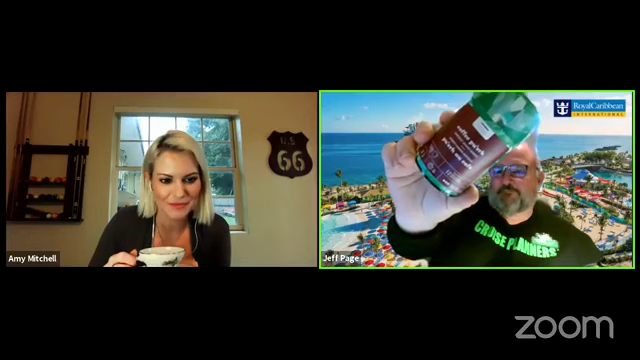 RoyalCaribbean
INTERNATIONAL
U.S
66
CRUISE PLANNERS
Amy Mitchell
Jeff Page
zoom